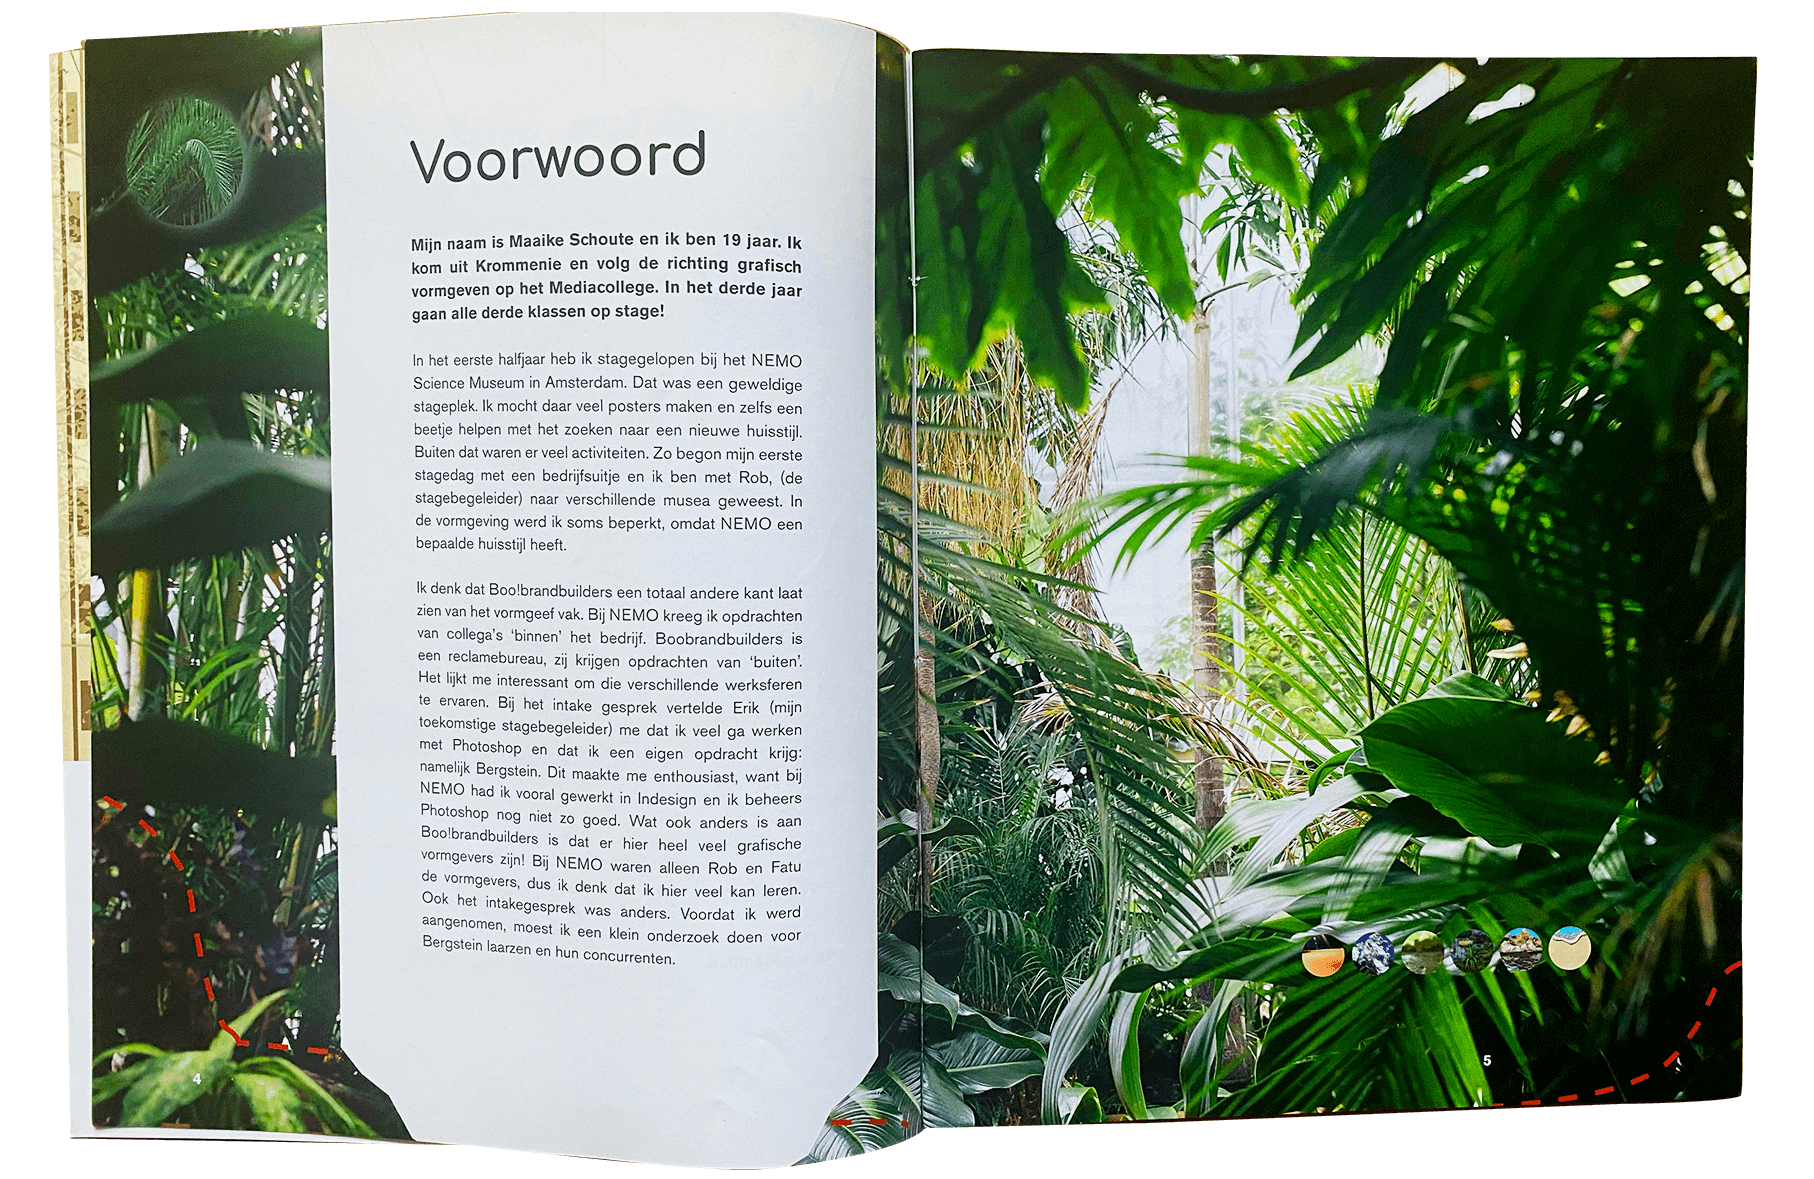 Voorwoord
Mijn naam is Maaike Schoute en ik ben 19 jaar. Ik
kom uit Krommenie en volg de richting grafisch
vormgeven op het Mediacollege. In het derde jaar
gaan alle derde klassen op stage!
In het eerste halfjaar heb ik stagegelopen bij het NEMO
Science Museum in Amsterdam. Dat was een geweldige
stageplek. Ik mocht daar veel posters maken en zelfs een
beetje helpen met het zoeken naar een nieuwe huisstijl.
Buiten dat waren er veel activiteiten. Zo begon mijn eerste
stagedag met een bedrijfsuitje en ik ben met Rob, (de
stagebegeleider) naar verschillende musea geweest. In
de vormgeving werd ik soms beperkt, omdat NEMO een
bepaalde huisstijl heeft.
Ik denk dat Boo!brandbuilders een totaal andere kant laat
zien van het vormgeef vak. Bij NEMO kreeg ik opdrachten
van collega's 'binnen' het bedrijf. Boobrandbuilders is
een reclamebureau, zij krijgen opdrachten van 'buiten'.
Het lijkt me interessant om die verschillende werksferen
te ervaren. Bij het intake gesprek vertelde Erik (mijn
toekomstige stagebegeleider) me dat ik veel ga werken
met Photoshop en dat ik een eigen opdracht krijg:
namelijk Bergstein. Dit maakte me enthousiast, want bij
NEMO had ik vooral gewerkt in Indesign en ik beheers
Photoshop nog niet zo goed. Wat ook anders is aan
Boo!brandbuilders is dat er hier heel veel grafische
vormgevers zijn! Bij NEMO waren alleen Rob en Fatu
de vormgevers, dus ik denk dat ik hier veel kan leren.
Ook het intakegesprek was anders. Voordat ik werd
aangenomen, moest ik een klein onderzoek doen voor
Bergstein laarzen en hun concurrenten.
4
5